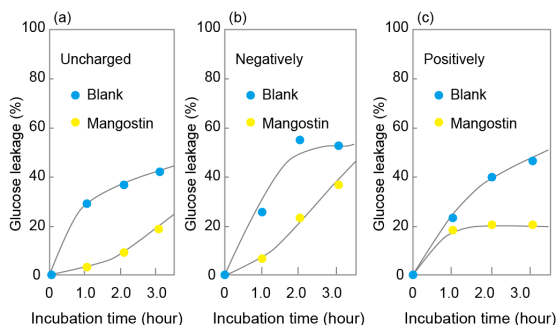 (a)
Glucose leakage (%)
100
80
60
40
20
0
Uncharged
Blank
Mangostin
0 1.0 2.0 3.0
Incubation time (hour)
(b)
Glucose leakage (%)
100
80
60
40
20
0
Negatively
Blank
Mangostin
0 1.0 2.0 3.0
Incubation time (hour)
(c)
Glucose leakage (%)
100
80
60
40
20
0
Positively
Blank
Mangostin
0 1.0 2.0 3.0
Incubation time (hour)